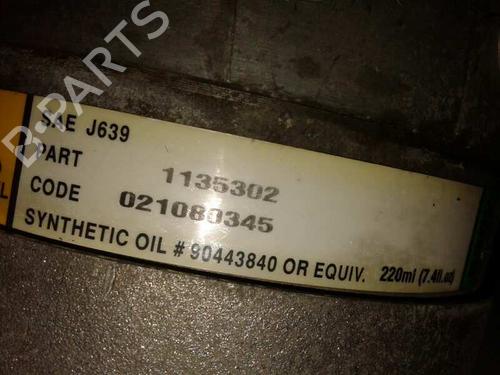 B-PARTS
SAE J639
PART 1135302
CODE 021080345
SYNTHETIC OIL # 90443840 OR EQUIV. 220ml (7.4fl.oz)